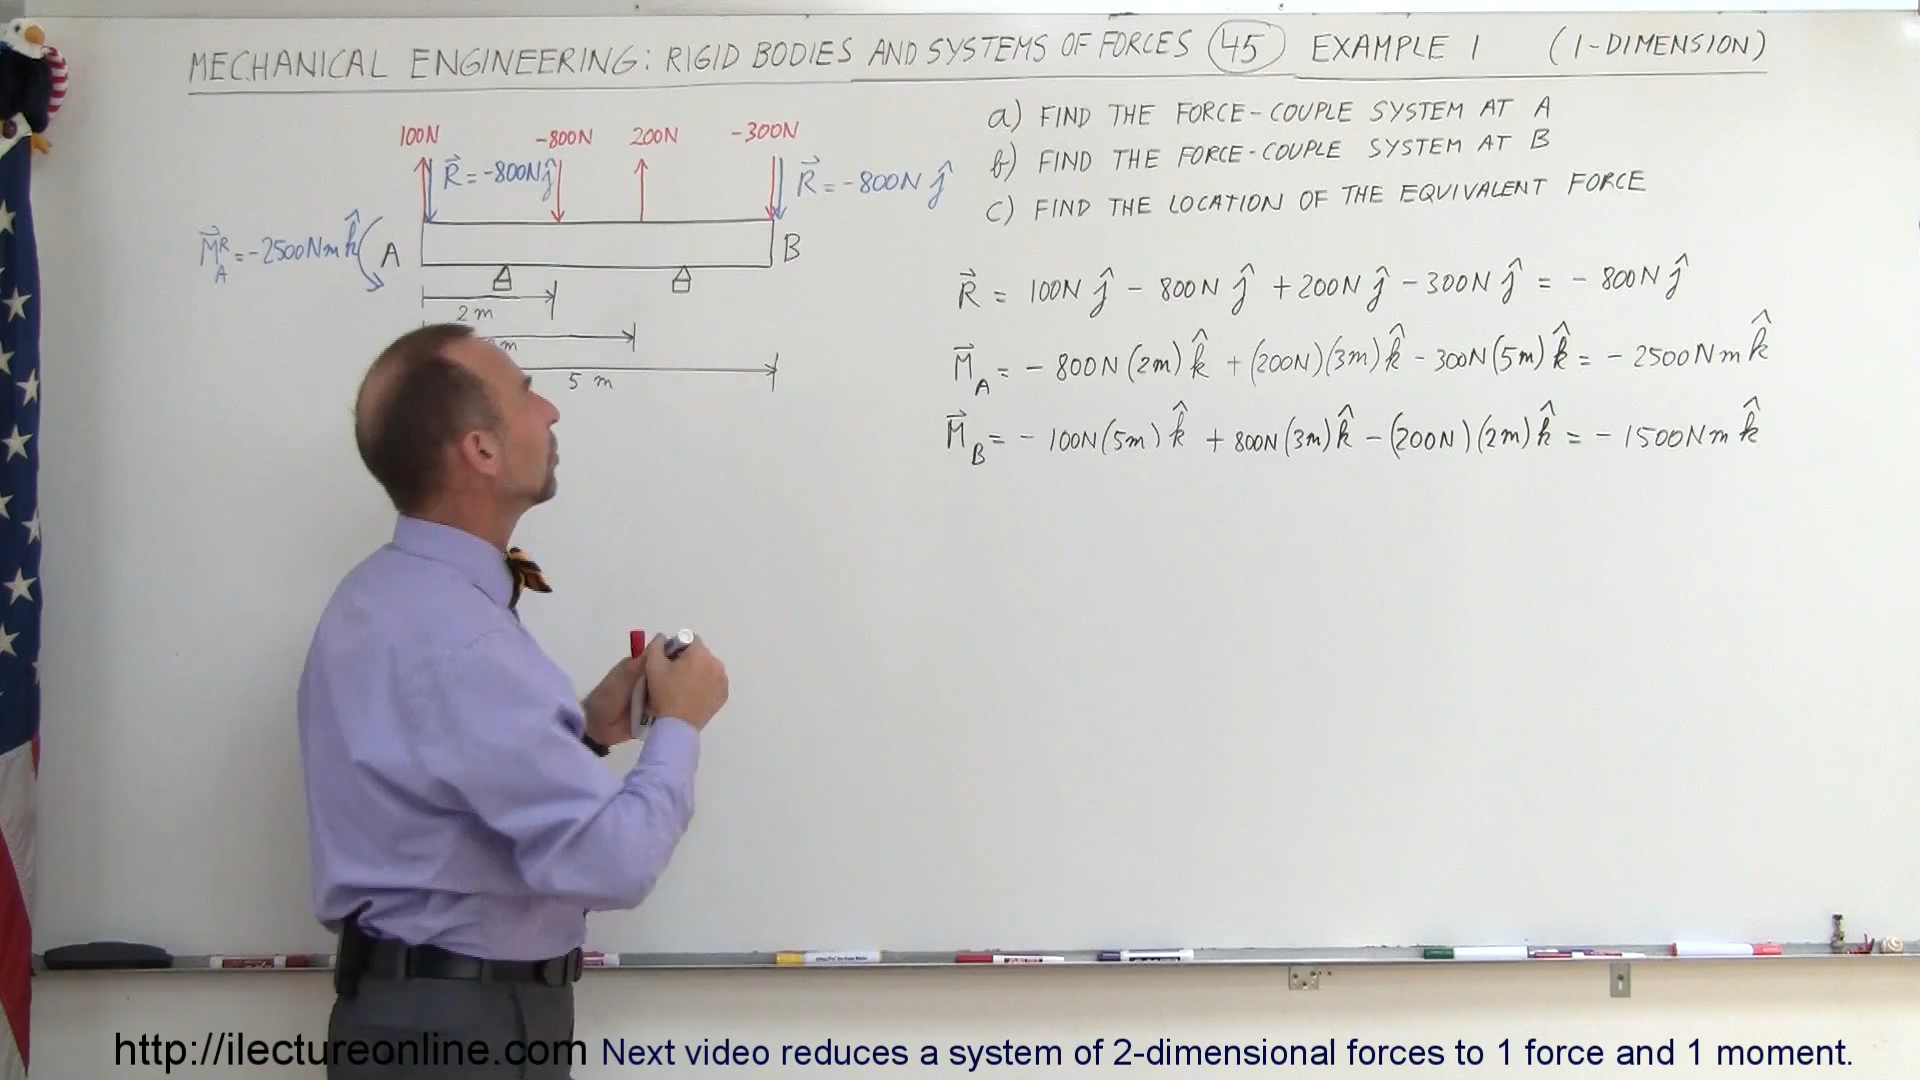 MECHANICAL ENGINEERING: RIGID BODIES AND SYSTEMS OF FORCES 45 EXAMPLE 1 (1-DIMENSION)
a) FIND THE FORCE-COUPLE SYSTEM AT A
b) FIND THE FORCE-COUPLE SYSTEM AT B
c) FIND THE LOCATION OF THE EQUIVALENT FORCE
100N -800N 200N -300N
R⃗ = -800N ĵ R⃗ = -800N ĵ
M⃗_A^R = -2500Nm k̂ A B
2 m
m
5 m
R⃗ = 100N ĵ - 800N ĵ + 200N ĵ - 300N ĵ = - 800N ĵ
M⃗_A = - 800N (2m) k̂ + (200N)(3m) k̂ - 300N (5m) k̂ = - 2500Nm k̂
M⃗_B = - 100N (5m) k̂ + 800N (3m) k̂ - (200N)(2m) k̂ = - 1500Nm k̂
http://ilectureonline.com Next video reduces a system of 2-dimensional forces to 1 force and 1 moment.